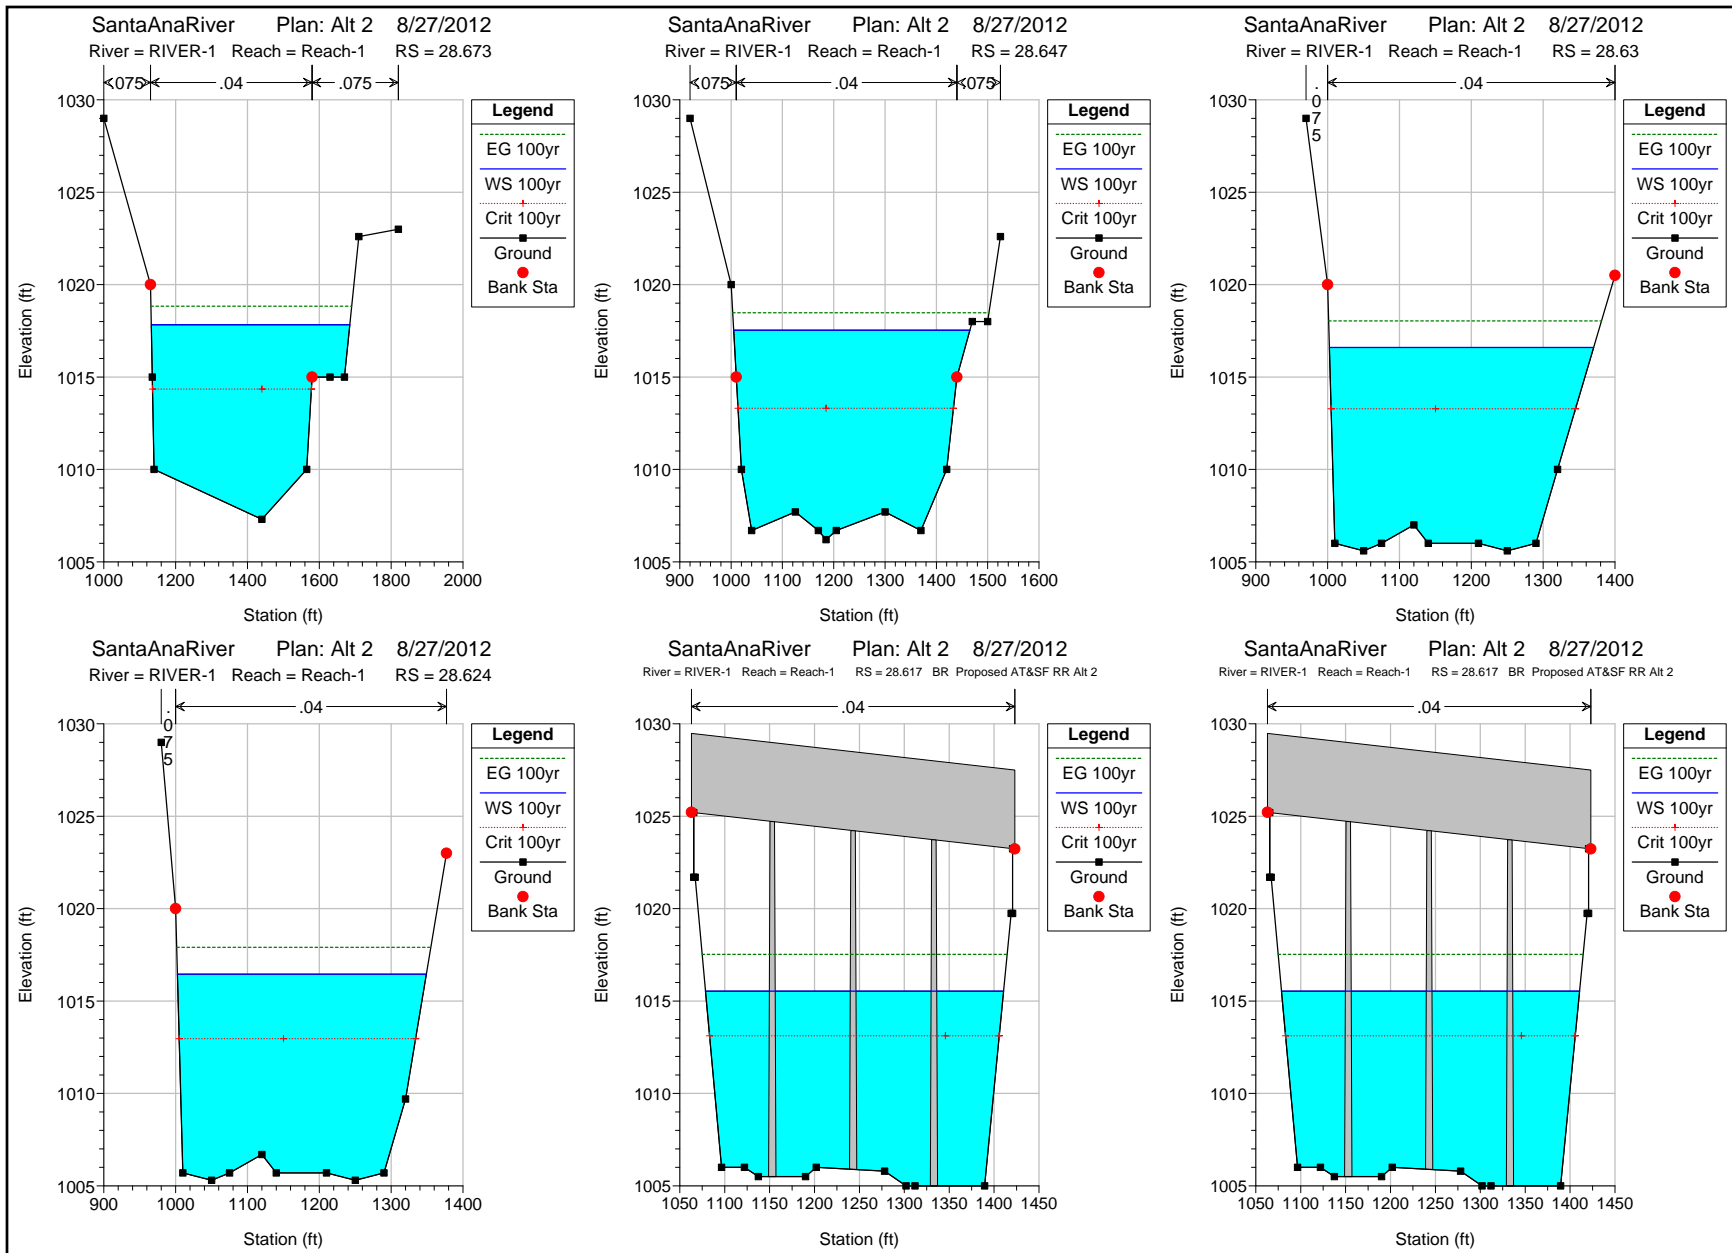 SantaAnaRiver Plan: Alt 2 8/27/2012
River = RIVER-1 Reach = Reach-1 RS = 28.673
.075 .04 .075
1030
1025
1020
1015
1010
1005
1000 1200 1400 1600 1800 2000
Elevation (ft)
Station (ft)
Legend
EG 100yr
WS 100yr
Crit 100yr
Ground
Bank Sta
SantaAnaRiver Plan: Alt 2 8/27/2012
River = RIVER-1 Reach = Reach-1 RS = 28.647
.075 .04 .075
1030
1025
1020
1015
1010
1005
900 1000 1100 1200 1300 1400 1500 1600
Elevation (ft)
Station (ft)
Legend
EG 100yr
WS 100yr
Crit 100yr
Ground
Bank Sta
SantaAnaRiver Plan: Alt 2 8/27/2012
River = RIVER-1 Reach = Reach-1 RS = 28.63
.075 .04
1030
1025
1020
1015
1010
1005
900 1000 1100 1200 1300 1400
Elevation (ft)
Station (ft)
Legend
EG 100yr
WS 100yr
Crit 100yr
Ground
Bank Sta
SantaAnaRiver Plan: Alt 2 8/27/2012
River = RIVER-1 Reach = Reach-1 RS = 28.624
.075 .04
1030
1025
1020
1015
1010
1005
900 1000 1100 1200 1300 1400
Elevation (ft)
Station (ft)
Legend
EG 100yr
WS 100yr
Crit 100yr
Ground
Bank Sta
SantaAnaRiver Plan: Alt 2 8/27/2012
River = RIVER-1 Reach = Reach-1 RS = 28.617 BR Proposed AT&SF RR Alt 2
.04
1030
1025
1020
1015
1010
1005
1050 1100 1150 1200 1250 1300 1350 1400 1450
Elevation (ft)
Station (ft)
Legend
EG 100yr
WS 100yr
Crit 100yr
Ground
Bank Sta
SantaAnaRiver Plan: Alt 2 8/27/2012
River = RIVER-1 Reach = Reach-1 RS = 28.617 BR Proposed AT&SF RR Alt 2
.04
1030
1025
1020
1015
1010
1005
1050 1100 1150 1200 1250 1300 1350 1400 1450
Elevation (ft)
Station (ft)
Legend
EG 100yr
WS 100yr
Crit 100yr
Ground
Bank Sta